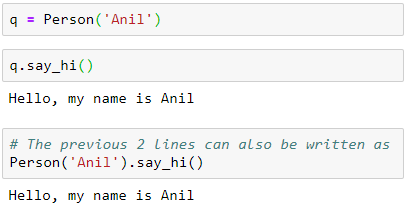 q = Person('Anil')
q.say_hi()
Hello, my name is Anil
# The previous 2 lines can also be written as
Person('Anil').say_hi()
Hello, my name is Anil